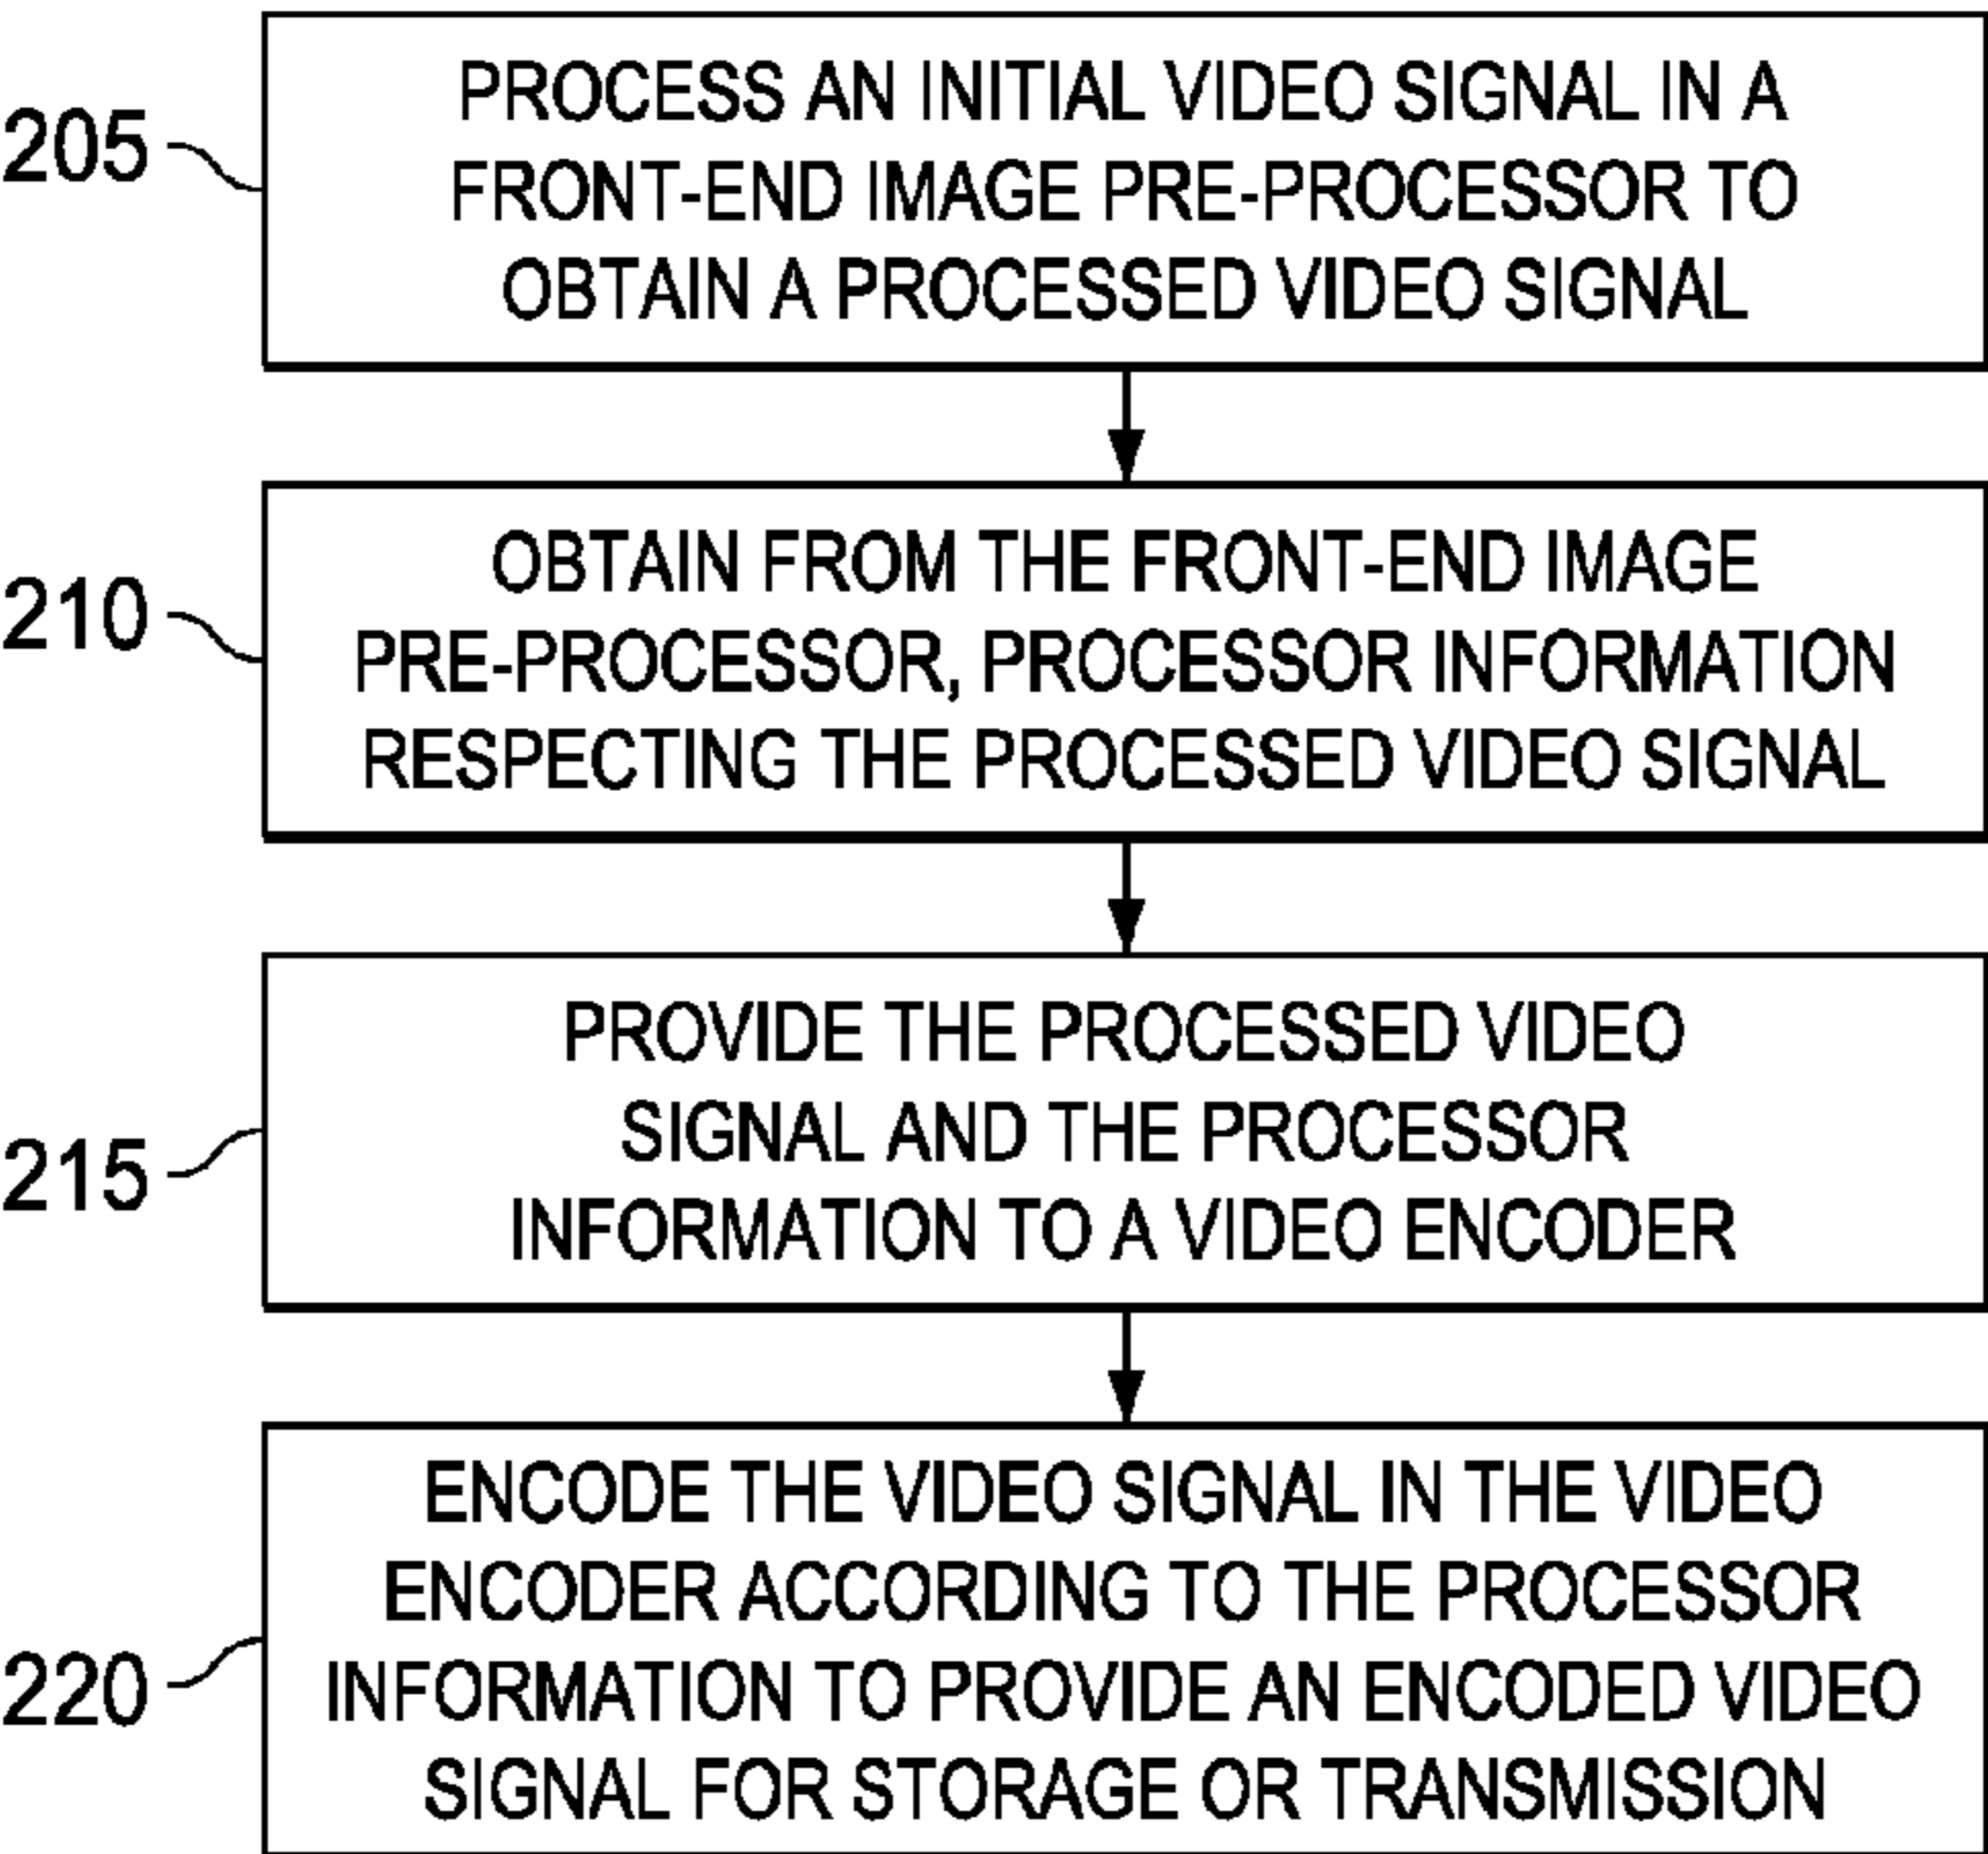 205
PROCESS AN INITIAL VIDEO SIGNAL IN A
FRONT-END IMAGE PRE-PROCESSOR TO
OBTAIN A PROCESSED VIDEO SIGNAL
210
OBTAIN FROM THE FRONT-END IMAGE
PRE-PROCESSOR, PROCESSOR INFORMATION
RESPECTING THE PROCESSED VIDEO SIGNAL
215
PROVIDE THE PROCESSED VIDEO
SIGNAL AND THE PROCESSOR
INFORMATION TO A VIDEO ENCODER
220
ENCODE THE VIDEO SIGNAL IN THE VIDEO
ENCODER ACCORDING TO THE PROCESSOR
INFORMATION TO PROVIDE AN ENCODED VIDEO
SIGNAL FOR STORAGE OR TRANSMISSION